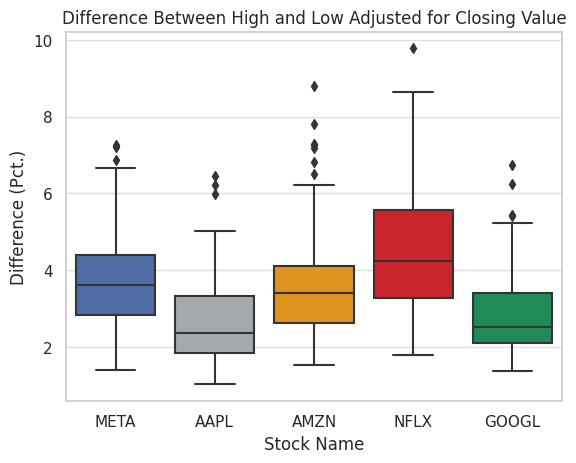 Difference Between High and Low Adjusted for Closing Value
Difference (Pct.)
10
8
6
4
2
META AAPL AMZN NFLX GOOGL
Stock Name